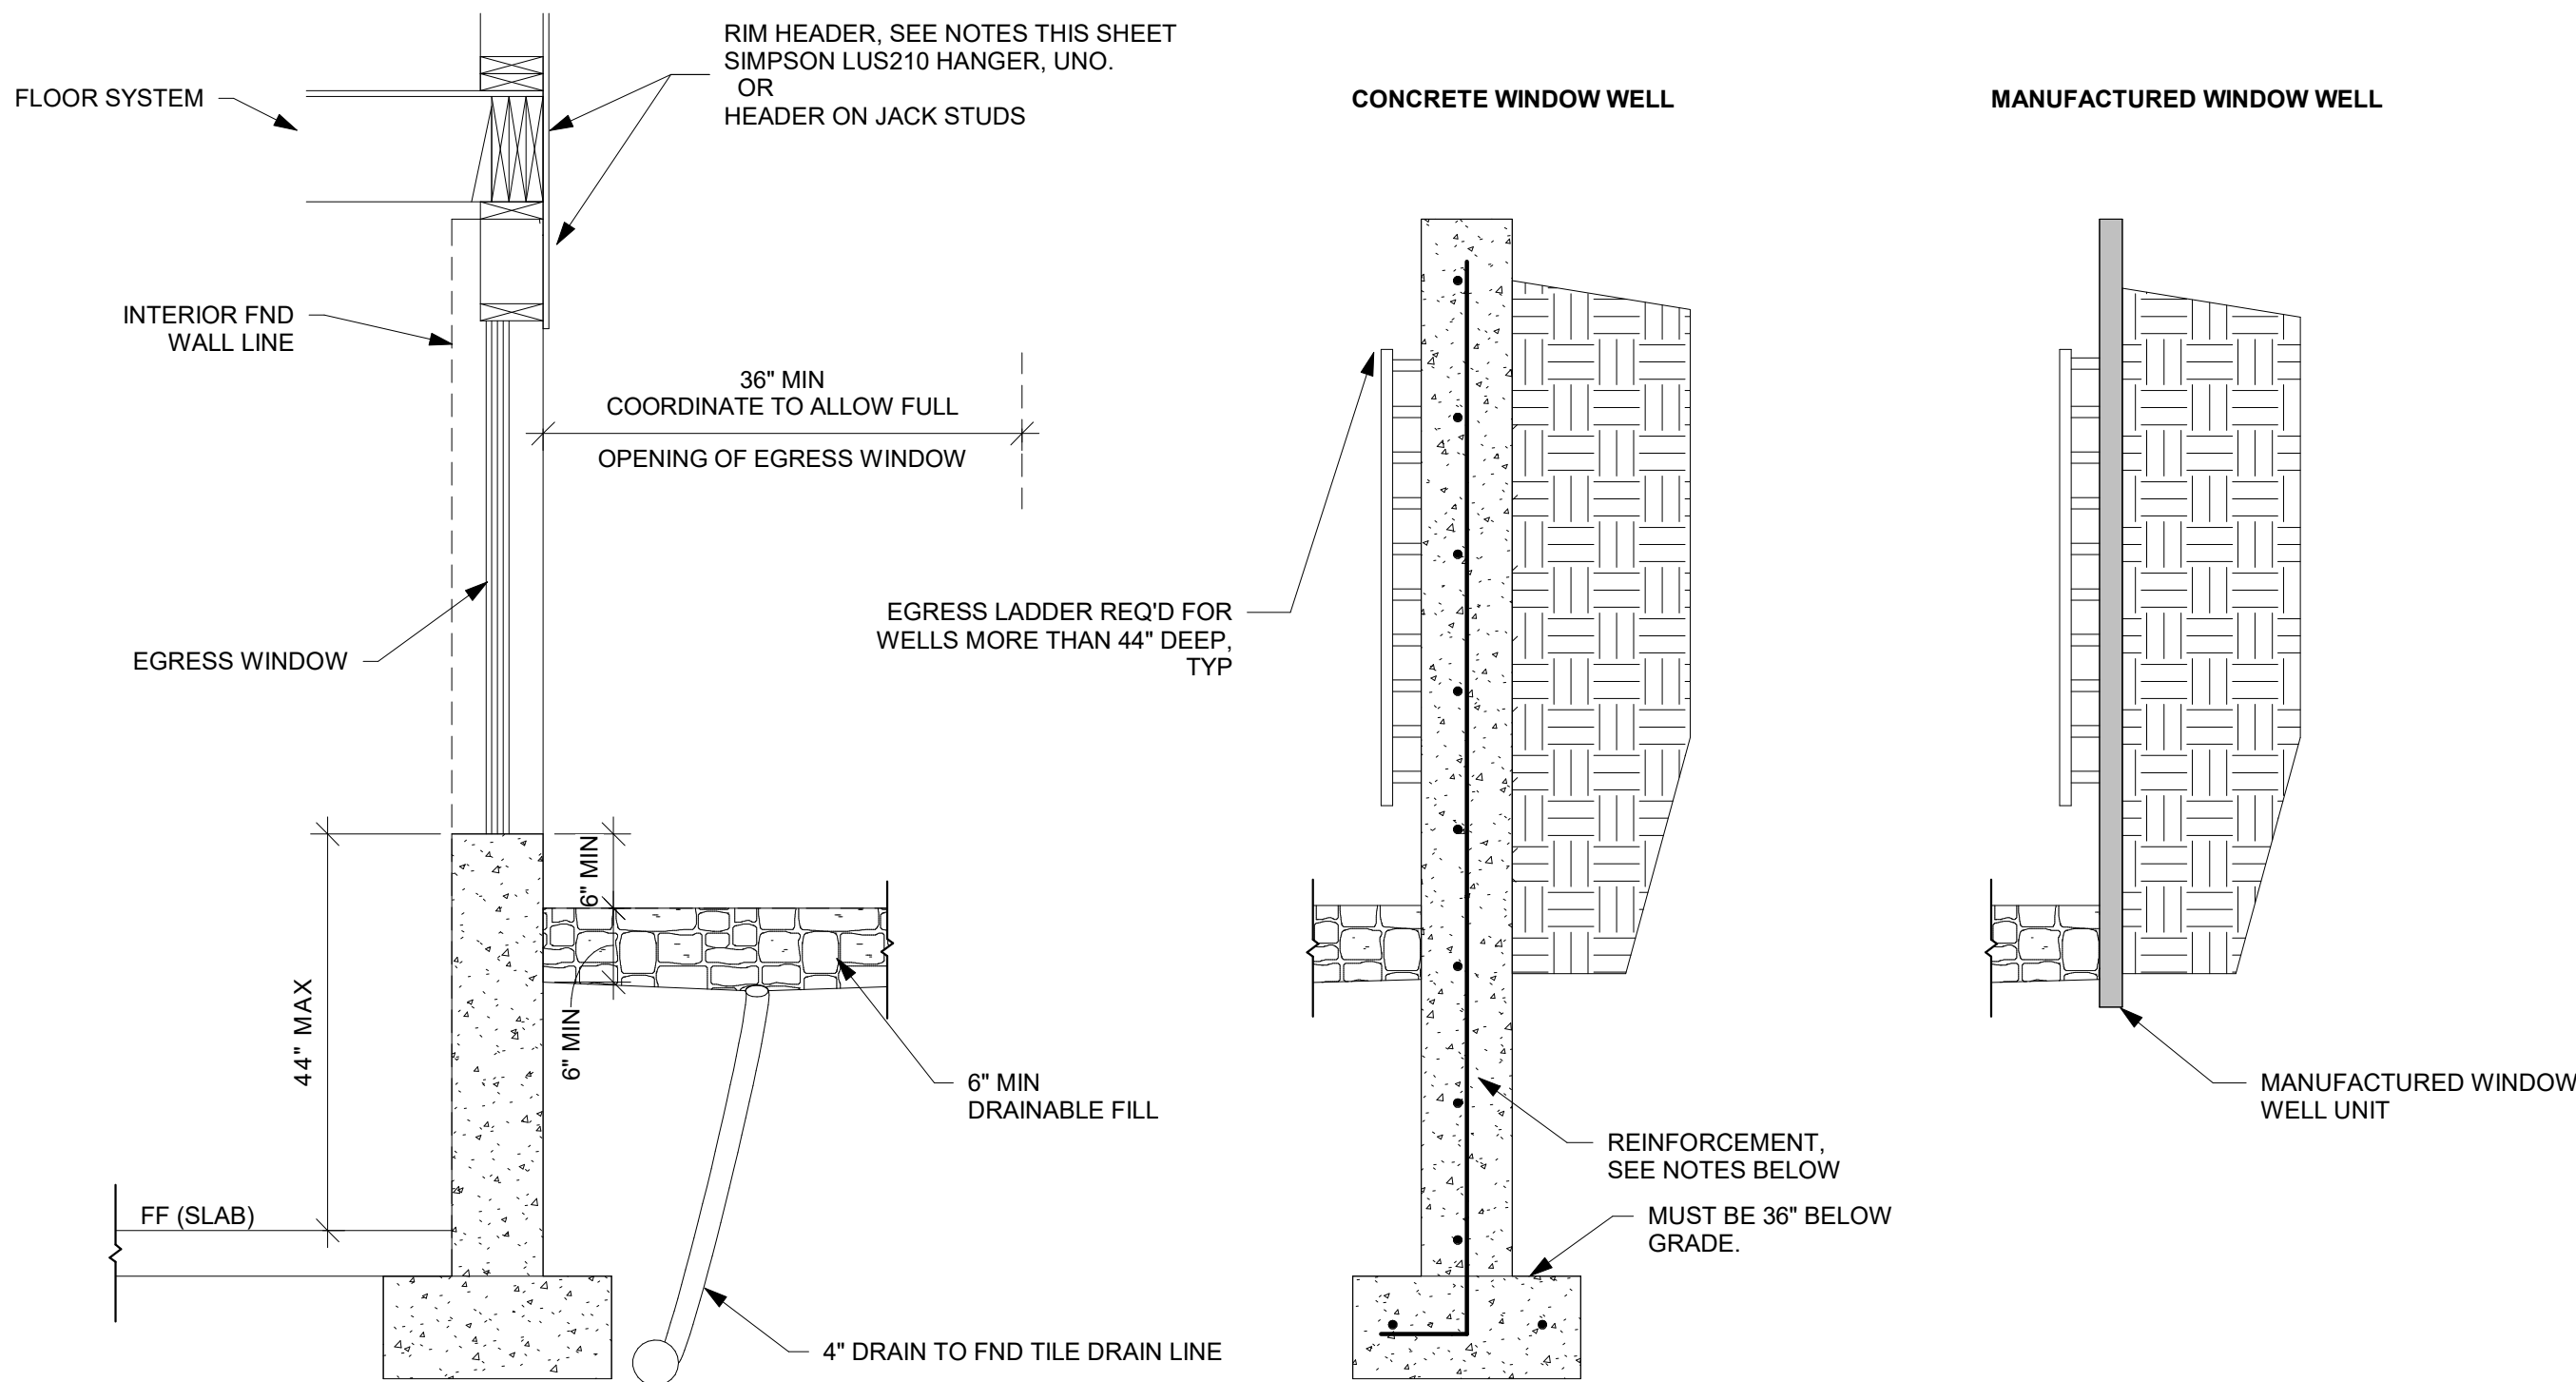 RIM HEADER, SEE NOTES THIS SHEET
SIMPSON LUS210 HANGER, UNO.
OR
HEADER ON JACK STUDS
FLOOR SYSTEM
CONCRETE WINDOW WELL
MANUFACTURED WINDOW WELL
INTERIOR FND
WALL LINE
36" MIN
COORDINATE TO ALLOW FULL
OPENING OF EGRESS WINDOW
EGRESS WINDOW
EGRESS LADDER REQ'D FOR
WELLS MORE THAN 44" DEEP,
TYP
6" MIN
44" MAX
6" MIN
6" MIN
DRAINABLE FILL
MANUFACTURED WINDOW
WELL UNIT
REINFORCEMENT,
SEE NOTES BELOW
FF (SLAB)
MUST BE 36" BELOW
GRADE.
4" DRAIN TO FND TILE DRAIN LINE